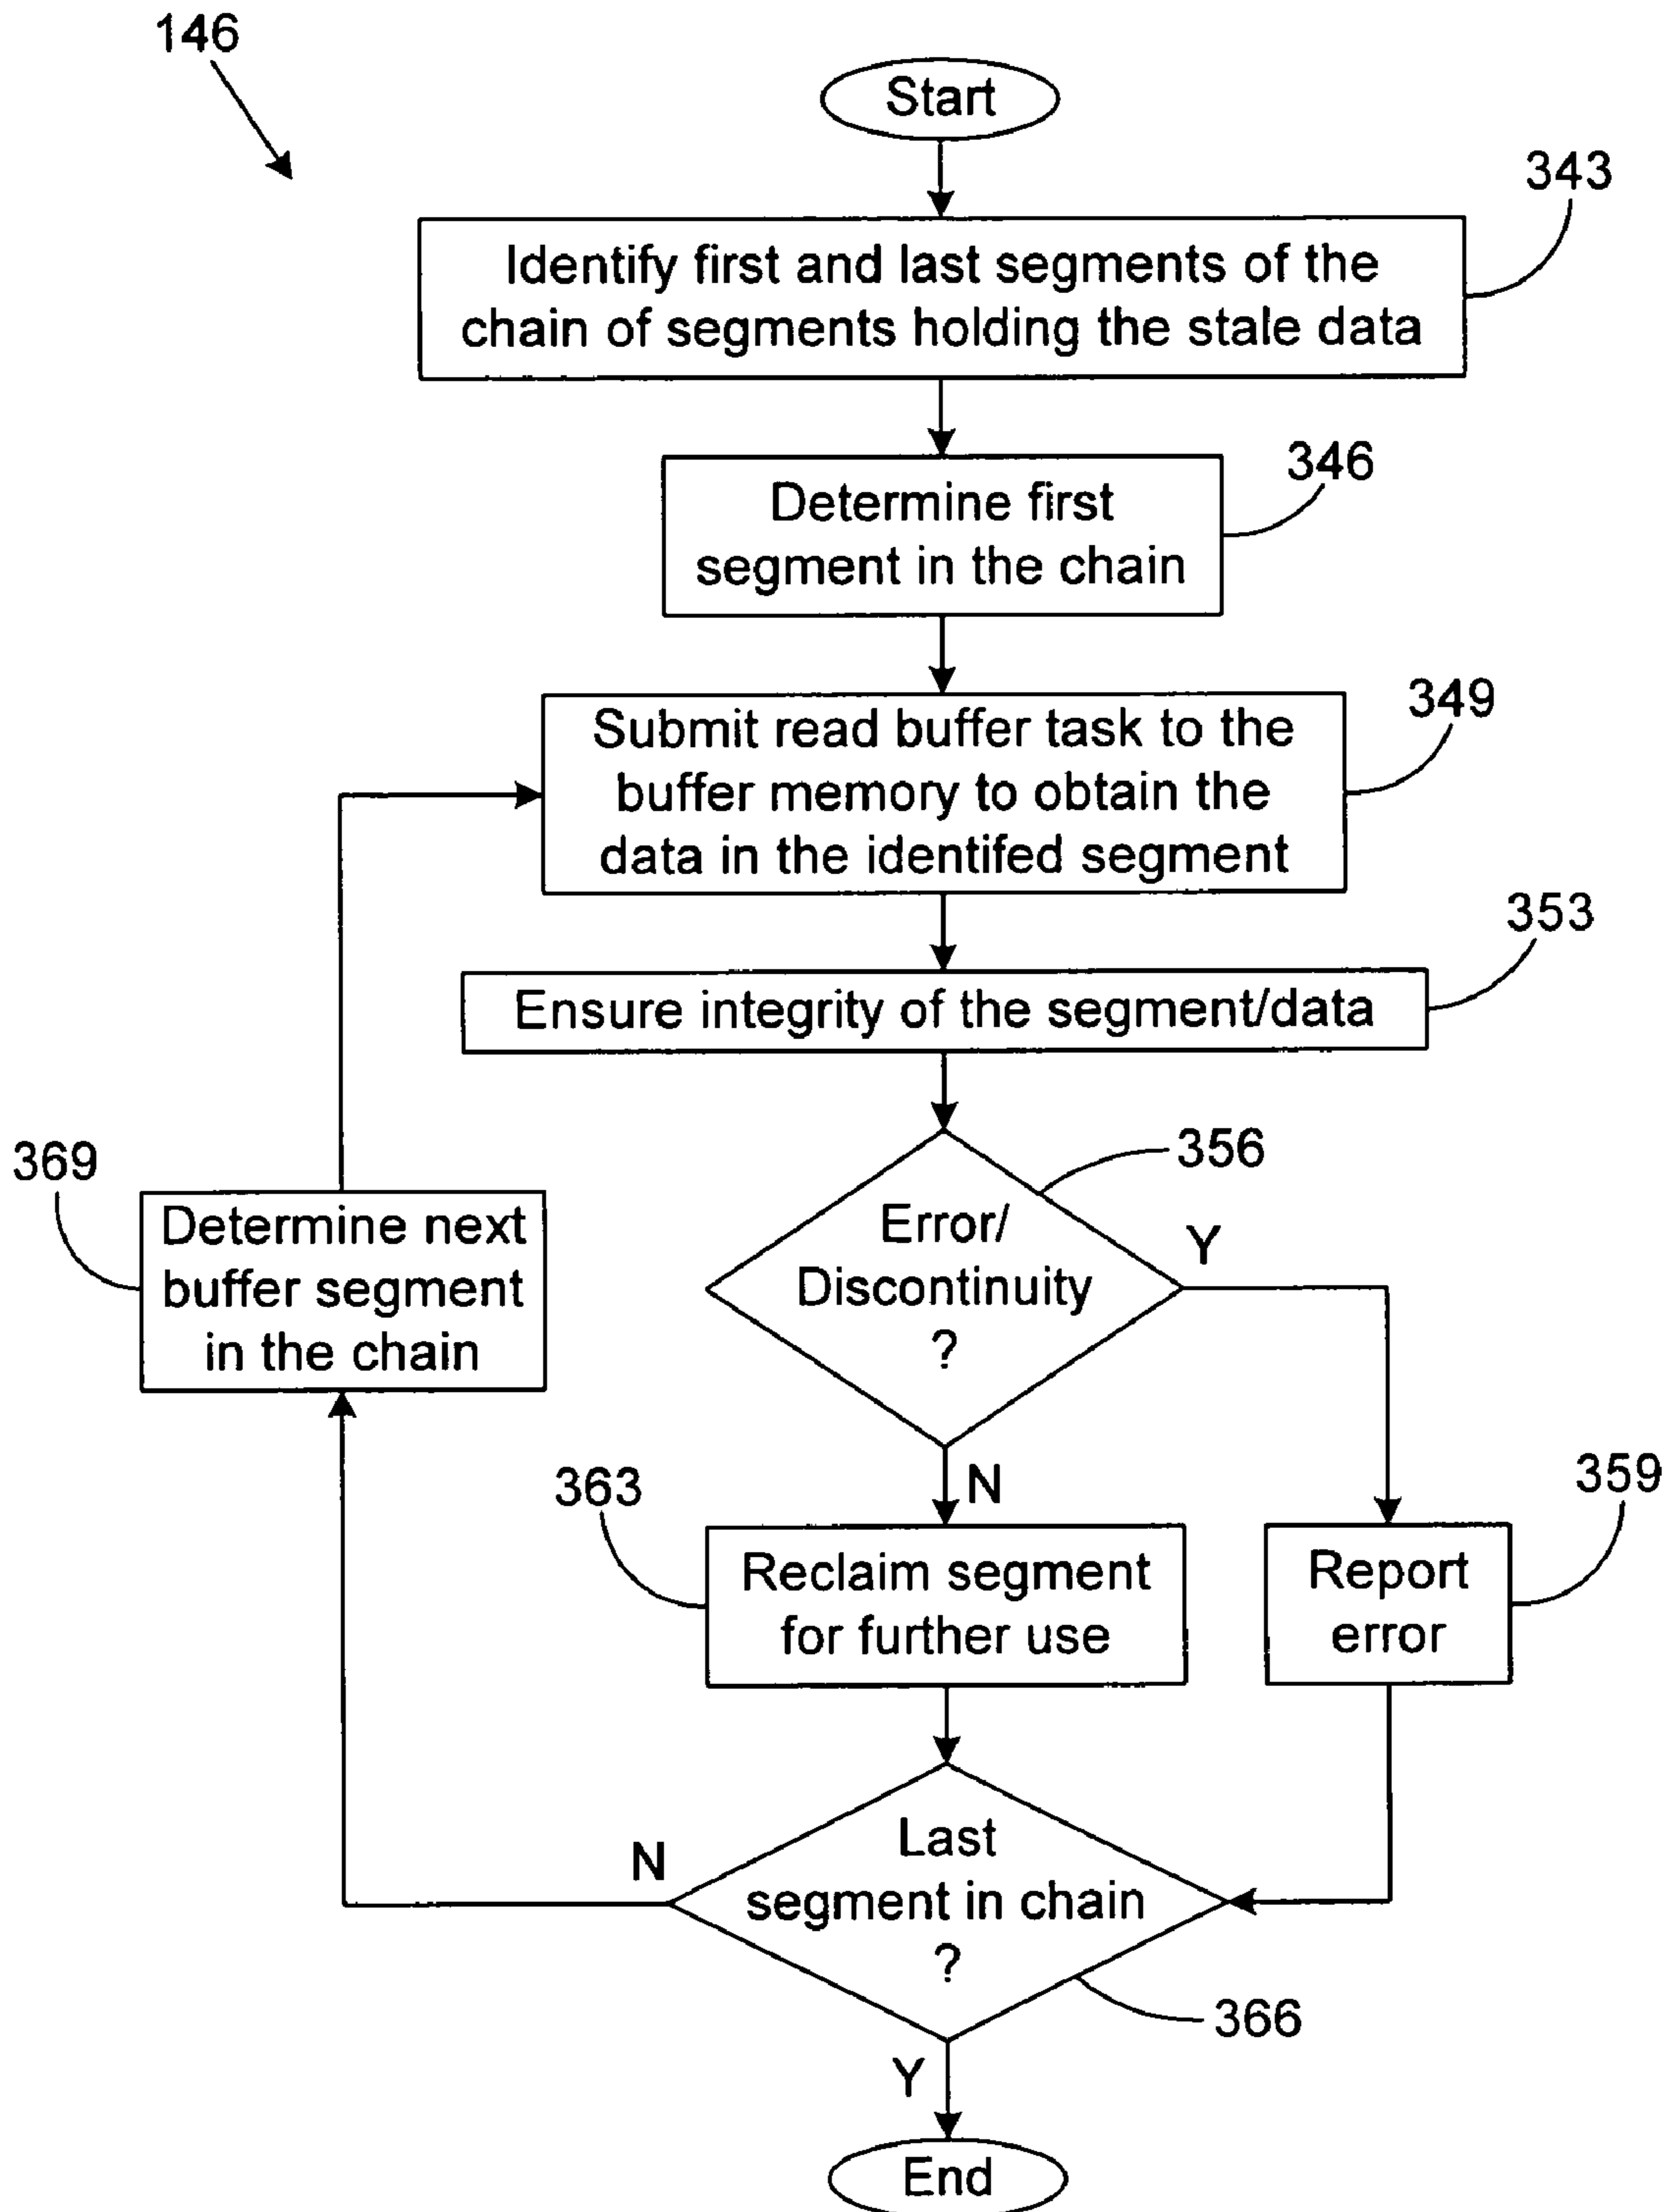 146
Start
343
Identify first and last segments of the
chain of segments holding the stale data
346
Determine first
segment in the chain
349
Submit read buffer task to the
buffer memory to obtain the
data in the identifed segment
353
Ensure integrity of the segment/data
356
369
Determine next
buffer segment
in the chain
Error/
Discontinuity
?
Y
N
363
359
Reclaim segment
for further use
Report
error
Last
segment in chain
?
N
366
Y
End